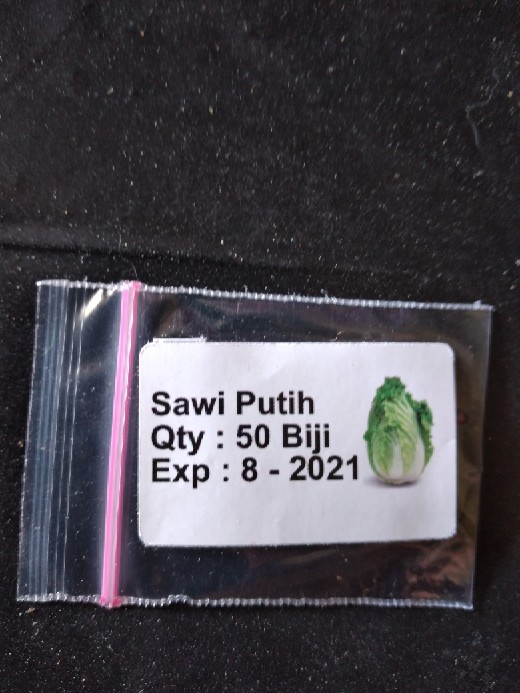 Sawi Putih
Qty : 50 Biji
Exp : 8 - 2021